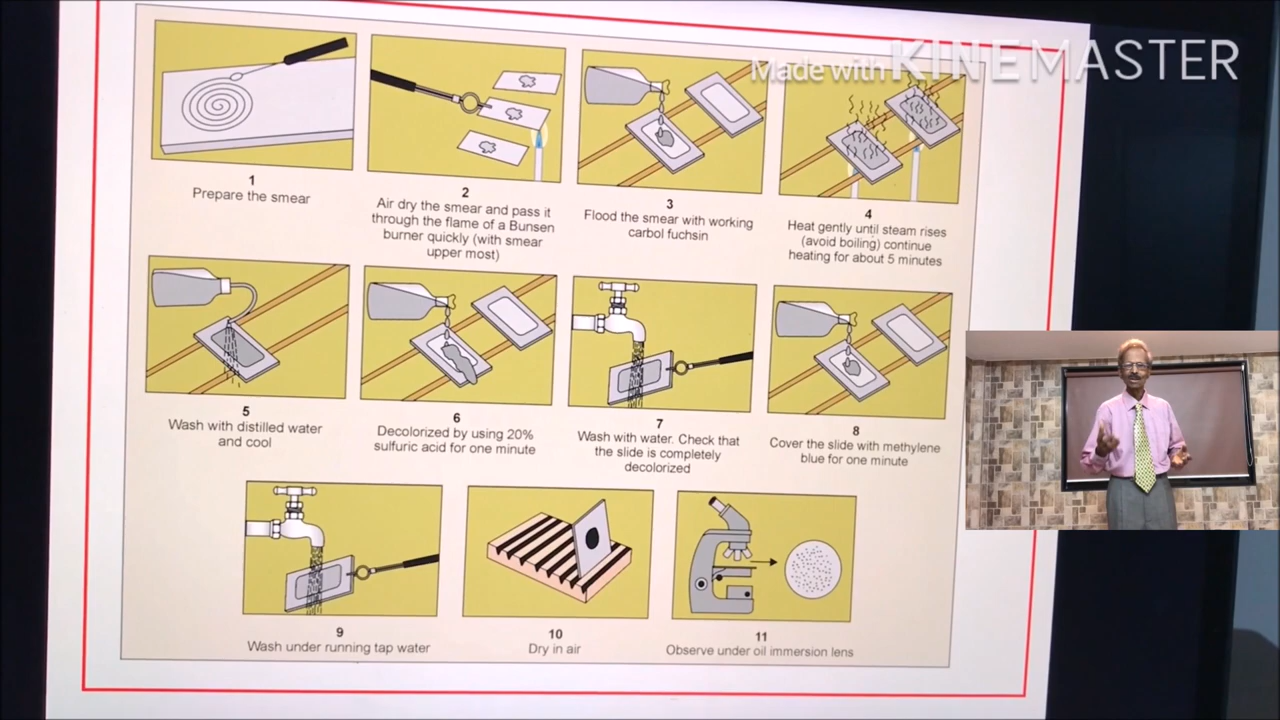 Made with KINEMASTER
1
Prepare the smear
2
Air dry the smear and pass it
through the flame of a Bunsen
burner quickly (with smear
upper most)
3
Flood the smear with working
carbol fuchsin
4
Heat gently until steam rises
(avoid boiling) continue
heating for about 5 minutes
5
Wash with distilled water
and cool
6
Decolorized by using 20%
sulfuric acid for one minute
7
Wash with water. Check that
the slide is completely
decolorized
8
Cover the slide with methylene
blue for one minute
9
Wash under running tap water
10
Dry in air
11
Observe under oil immersion lens